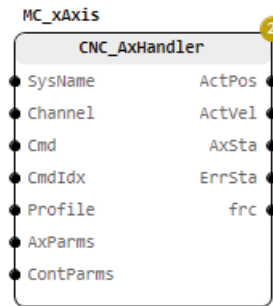 MC_xAxis
2
CNC_AxHandler
SysName ActPos
Channel ActVel
Cmd AxSta
CmdIdx ErrSta
Profile frc
AxParms
ContParms